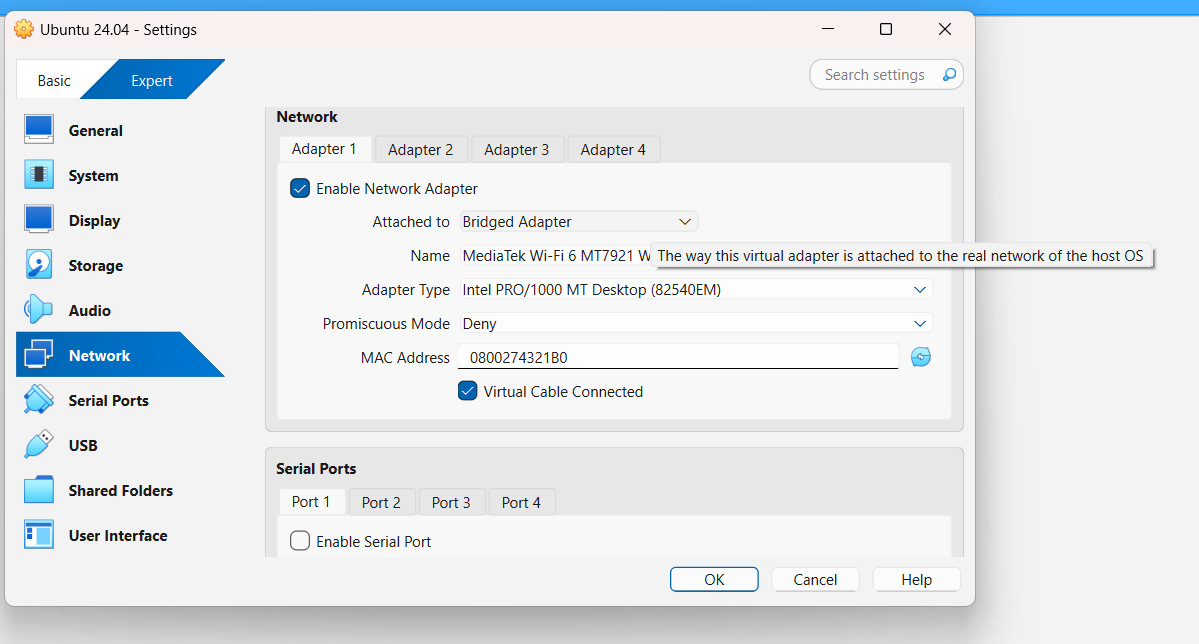 Ubuntu 24.04 - Settings
Basic
Expert
Search settings
General
System
Display
Storage
Audio
Network
Serial Ports
USB
Shared Folders
User Interface
Network
Adapter 1
Adapter 2
Adapter 3
Adapter 4
Enable Network Adapter
Attached to Bridged Adapter
Name MediaTek Wi-Fi 6 MT7921 W
The way this virtual adapter is attached to the real network of the host OS
Adapter Type Intel PRO/1000 MT Desktop (82540EM)
Promiscuous Mode Deny
MAC Address 0800274321B0
Virtual Cable Connected
Serial Ports
Port 1
Port 2
Port 3
Port 4
Enable Serial Port
OK
Cancel
Help